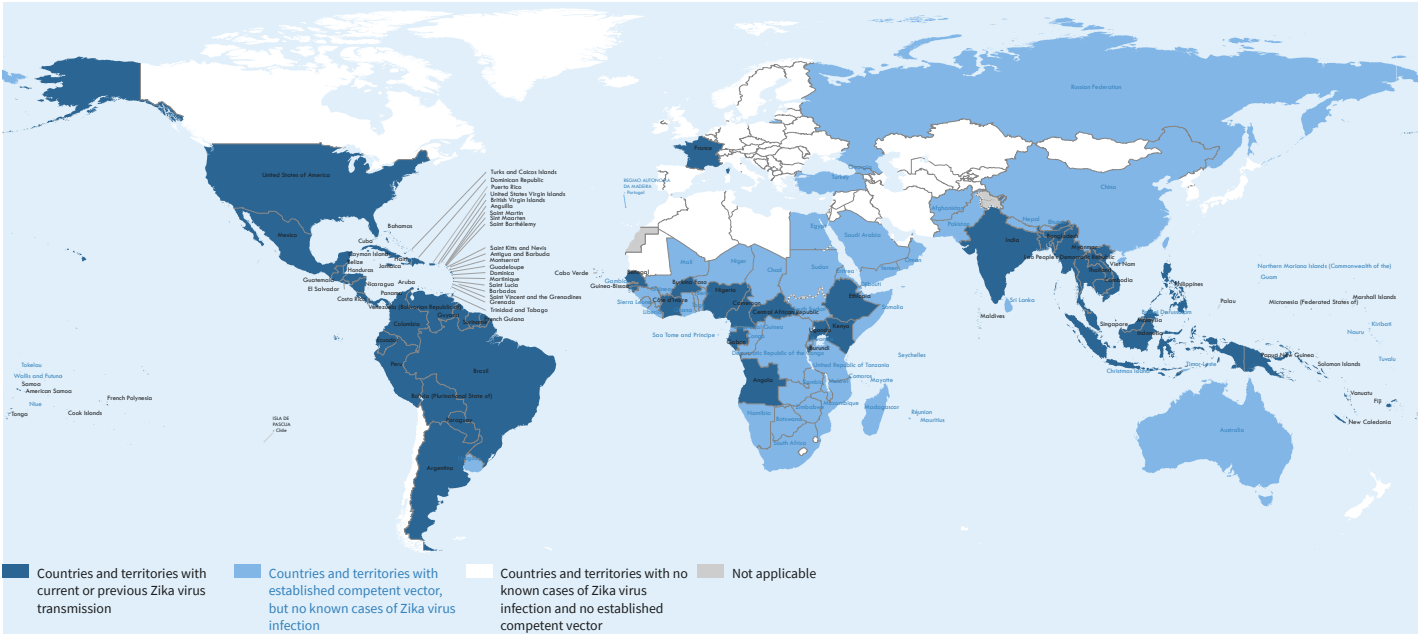 Russian Federation
United States of America
Mexico
Bahamas
Cuba
Cayman Islands
Belize
Honduras
Jamaica
Haiti
Guatemala
El Salvador
Nicaragua
Costa Rica
Panama
Aruba
Turks and Caicos Islands
Dominican Republic
Puerto Rico
United States Virgin Islands
British Virgin Islands
Anguilla
Saint Martin
Sint Maarten
Saint Barthélemy
Saint Kitts and Nevis
Antigua and Barbuda
Montserrat
Guadeloupe
Dominica
Martinique
Saint Lucia
Barbados
Saint Vincent and the Grenadines
Grenada
Trinidad and Tobago
Venezuela (Bolivarian Republic of)
Guyana
Suriname
French Guiana
Colombia
Ecuador
Peru
Brazil
Bolivia (Plurinational State of)
Paraguay
Argentina
Tokelau
Wallis and Futuna
Samoa
American Samoa
Niue
Tonga
Cook Islands
French Polynesia
ISLA DE
PASCUA
Chile
France
REGIMO AUTONOMA
DA MADEIRA
Portugal
Georgia
Turkey
Egypt
Saudi Arabia
Oman
Yemen
Mali
Niger
Chad
Sudan
Eritrea
Djibouti
Somalia
Cabo Verde
Senegal
Gambia
Guinea-Bissau
Sierra Leone
Liberia
Burkina Faso
Côte d'Ivoire
Nigeria
Cameroon
Central African Republic
Ethiopia
Uganda
Kenya
Burundi
Sao Tome and Principe
Gabon
Congo
Democratic Republic of the Congo
United Republic of Tanzania
Seychelles
Angola
Zambia
Malawi
Comoros
Mayotte
Mozambique
Zimbabwe
Namibia
Botswana
South Africa
Madagascar
Réunion
Mauritius
Afghanistan
Pakistan
Nepal
Bhutan
Bangladesh
India
China
Myanmar
Lao People's Democratic Republic
Viet Nam
Thailand
Cambodia
Sri Lanka
Maldives
Philippines
Brunei Darussalam
Malaysia
Singapore
Indonesia
Palau
Northern Mariana Islands (Commonwealth of the)
Guam
Micronesia (Federated States of)
Marshall Islands
Kiribati
Nauru
Tuvalu
Papua New Guinea
Solomon Islands
Christmas Island
Timor-Leste
Vanuatu
Fiji
New Caledonia
Australia
Countries and territories with
current or previous Zika virus
transmission
Countries and territories with
established competent vector,
but no known cases of Zika virus
infection
Countries and territories with no
known cases of Zika virus
infection and no established
competent vector
Not applicable